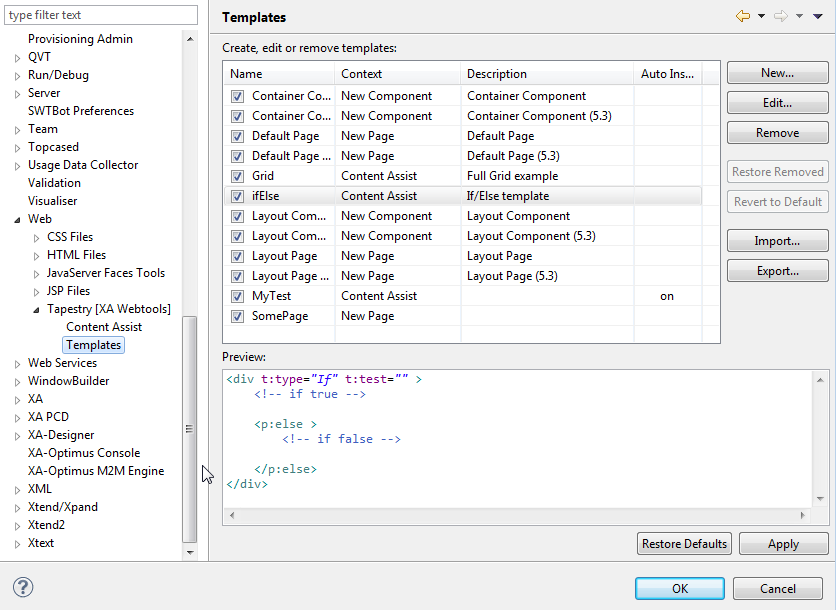 type filter text
Provisioning Admin
QVT
Run/Debug
Server
SWTBot Preferences
Team
Topcased
Usage Data Collector
Validation
Visualiser
Web
CSS Files
HTML Files
JavaServer Faces Tools
JSP Files
Tapestry [XA Webtools]
Content Assist
Templates
Web Services
WindowBuilder
XA
XA PCD
XA-Designer
XA-Optimus Console
XA-Optimus M2M Engine
XML
Xtend/Xpand
Xtend2
Xtext
Templates
Create, edit or remove templates:
Name Context Description Auto Ins...
Container Co... New Component Container Component
Container Co... New Component Container Component (5.3)
Default Page New Page Default Page
Default Page ... New Page Default Page (5.3)
Grid Content Assist Full Grid example
ifElse Content Assist If/Else template
Layout Com... New Component Layout Component
Layout Com... New Component Layout Component (5.3)
Layout Page New Page Layout Page
Layout Page ... New Page Layout Page (5.3)
MyTest Content Assist on
SomePage New Page
New...
Edit...
Remove
Restore Removed
Revert to Default
Import...
Export...
Preview:
<div t:type="If" t:test="" >
<!-- if true -->
<p:else >
<!-- if false -->
</p:else>
</div>
Restore Defaults Apply
? OK Cancel